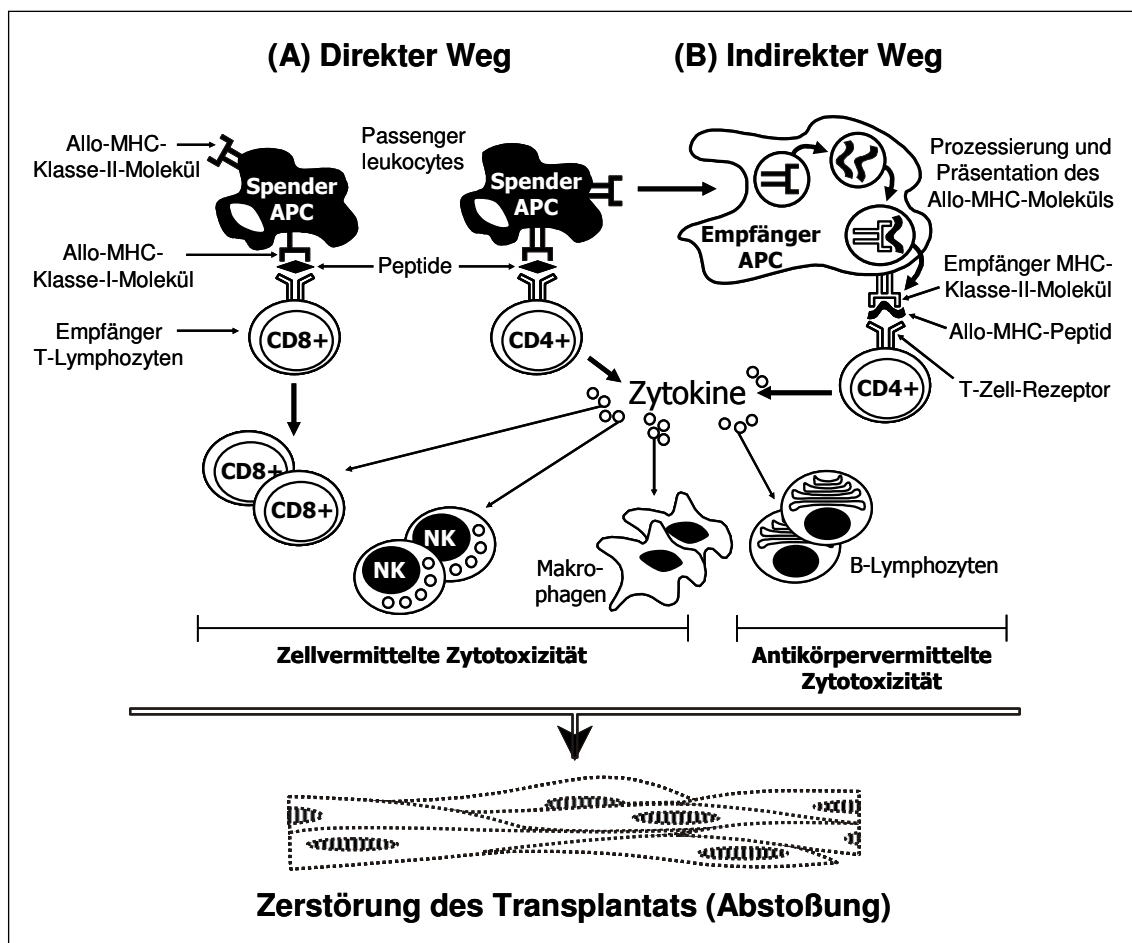 (A) Direkter Weg
(B) Indirekter Weg
Allo-MHC-
Klasse-II-Molekül
Passenger
leukocytes
Spender
APC
Spender
APC
Prozessierung und
Präsentation des
Allo-MHC-Moleküls
Empfänger
APC
Allo-MHC-
Klasse-I-Molekül
Peptide
Empfänger MHC-
Klasse-II-Molekül
Allo-MHC-Peptid
Empfänger
T-Lymphozyten
CD8+
CD4+
CD4+
T-Zell-Rezeptor
Zytokine
CD8+
CD8+
NK
NK
Makro-
phagen
B-Lymphozyten
Zellvermittelte Zytotoxizität
Antikörpervermittelte
Zytotoxizität
Zerstörung des Transplantats (Abstoßung)